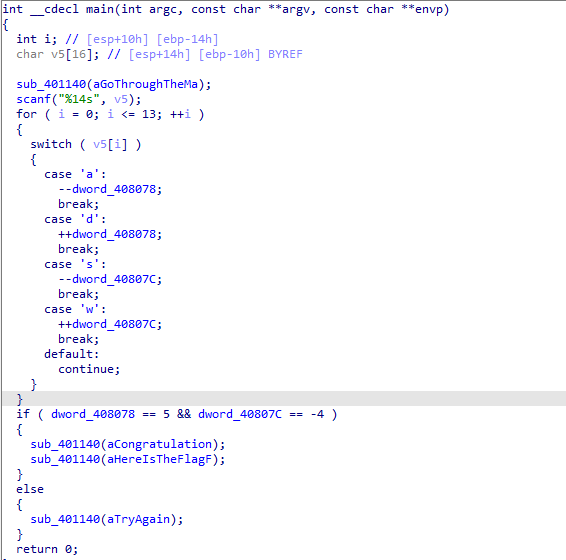 int __cdecl main(int argc, const char **argv, const char **envp)
{
  int i; // [esp+10h] [ebp-14h]
  char v5[16]; // [esp+14h] [ebp-10h] BYREF

  sub_401140(aGoThroughTheMa);
  scanf("%14s", v5);
  for ( i = 0; i <= 13; ++i )
  {
    switch ( v5[i] )
    {
      case 'a':
        --dword_408078;
        break;
      case 'd':
        ++dword_408078;
        break;
      case 's':
        --dword_40807C;
        break;
      case 'w':
        ++dword_40807C;
        break;
      default:
        continue;
    }
  }
  if ( dword_408078 == 5 && dword_40807C == -4 )
  {
    sub_401140(aCongratulation);
    sub_401140(aHereIsTheFlagF);
  }
  else
  {
    sub_401140(aTryAgain);
  }
  return 0;